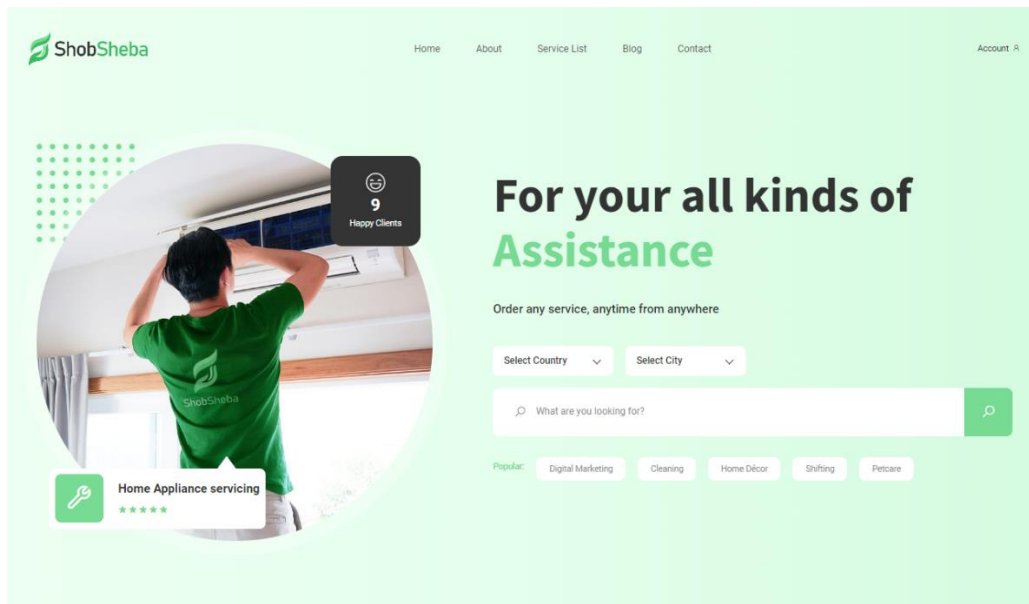 ShobSheba
Home
About
Service List
Blog
Contact
Account
9
Happy Clients
ShobSheba
Home Appliance servicing
For your all kinds of
Assistance
Order any service, anytime from anywhere
Select Country
Select City
What are you looking for?
Popular:
Digital Marketing
Cleaning
Home Décor
Shifting
Petcare